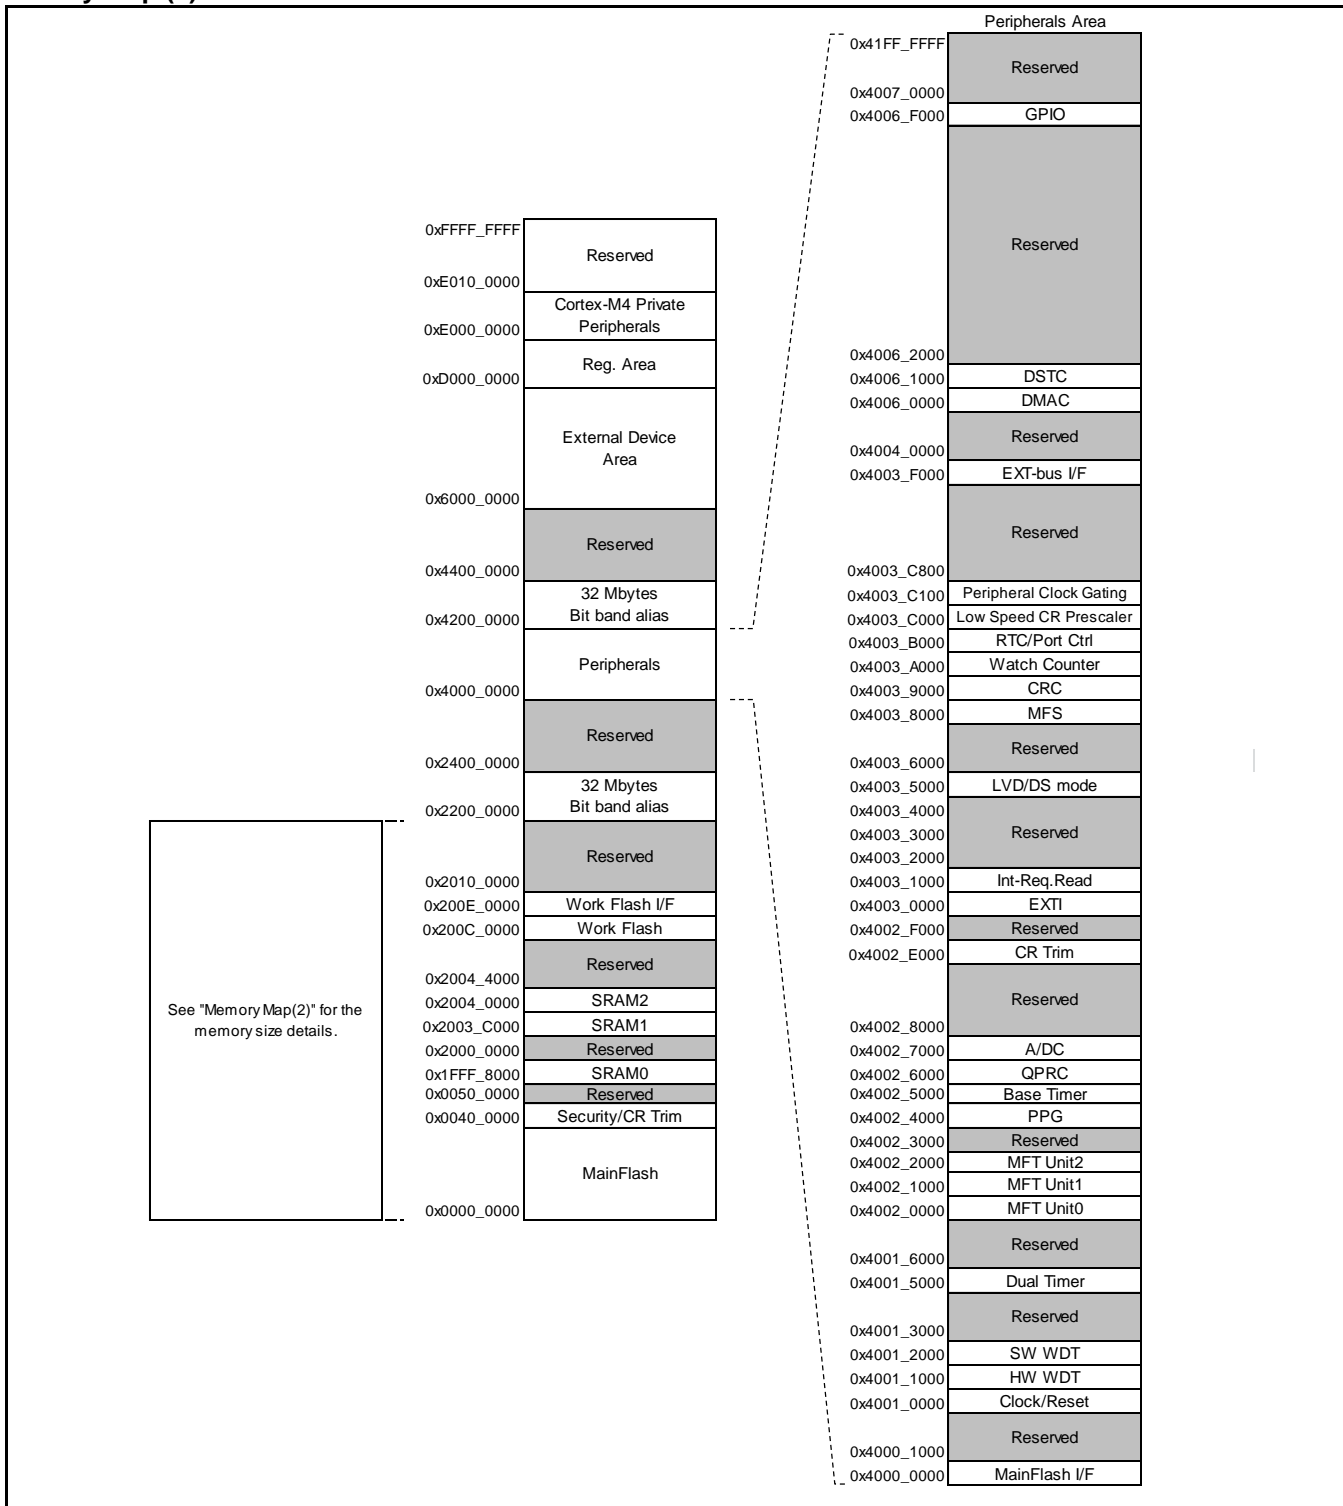 Peripherals Area
0x41FF_FFFF
Reserved
0x4007_0000
0x4006_F000 GPIO
Reserved
0x4006_2000
0x4006_1000 DSTC
0x4006_0000 DMAC
Reserved
0x4004_0000
0x4003_F000 EXT-bus I/F
Reserved
0x4003_C800
0x4003_C100 Peripheral Clock Gating
0x4003_C000 Low Speed CR Prescaler
0x4003_B000 RTC/Port Ctrl
0x4003_A000 Watch Counter
0x4003_9000 CRC
0x4003_8000 MFS
Reserved
0x4003_6000
0x4003_5000 LVD/DS mode
0x4003_4000
0x4003_3000 Reserved
0x4003_2000
0x4003_1000 Int-Req.Read
0x4003_0000 EXTI
0x4002_F000 Reserved
0x4002_E000 CR Trim
Reserved
0x4002_8000
0x4002_7000 A/DC
0x4002_6000 QPRC
0x4002_5000 Base Timer
0x4002_4000 PPG
0x4002_3000 Reserved
0x4002_2000 MFT Unit2
0x4002_1000 MFT Unit1
0x4002_0000 MFT Unit0
Reserved
0x4001_6000
0x4001_5000 Dual Timer
Reserved
0x4001_3000
0x4001_2000 SW WDT
0x4001_1000 HW WDT
0x4001_0000 Clock/Reset
Reserved
0x4000_1000
0x4000_0000 MainFlash I/F
0xFFFF_FFFF
Reserved
0xE010_0000
Cortex-M4 Private
0xE000_0000 Peripherals
Reg. Area
0xD000_0000
External Device
Area
0x6000_0000
Reserved
0x4400_0000
32 Mbytes
0x4200_0000 Bit band alias
Peripherals
0x4000_0000
Reserved
0x2400_0000
32 Mbytes
0x2200_0000 Bit band alias
Reserved
0x2010_0000
0x200E_0000 Work Flash I/F
0x200C_0000 Work Flash
Reserved
0x2004_4000
0x2004_0000 SRAM2
0x2003_C000 SRAM1
0x2000_0000 Reserved
0x1FFF_8000 SRAM0
0x0050_0000 Reserved
0x0040_0000 Security/CR Trim
MainFlash
0x0000_0000
See "Memory Map(2)" for the
memory size details.